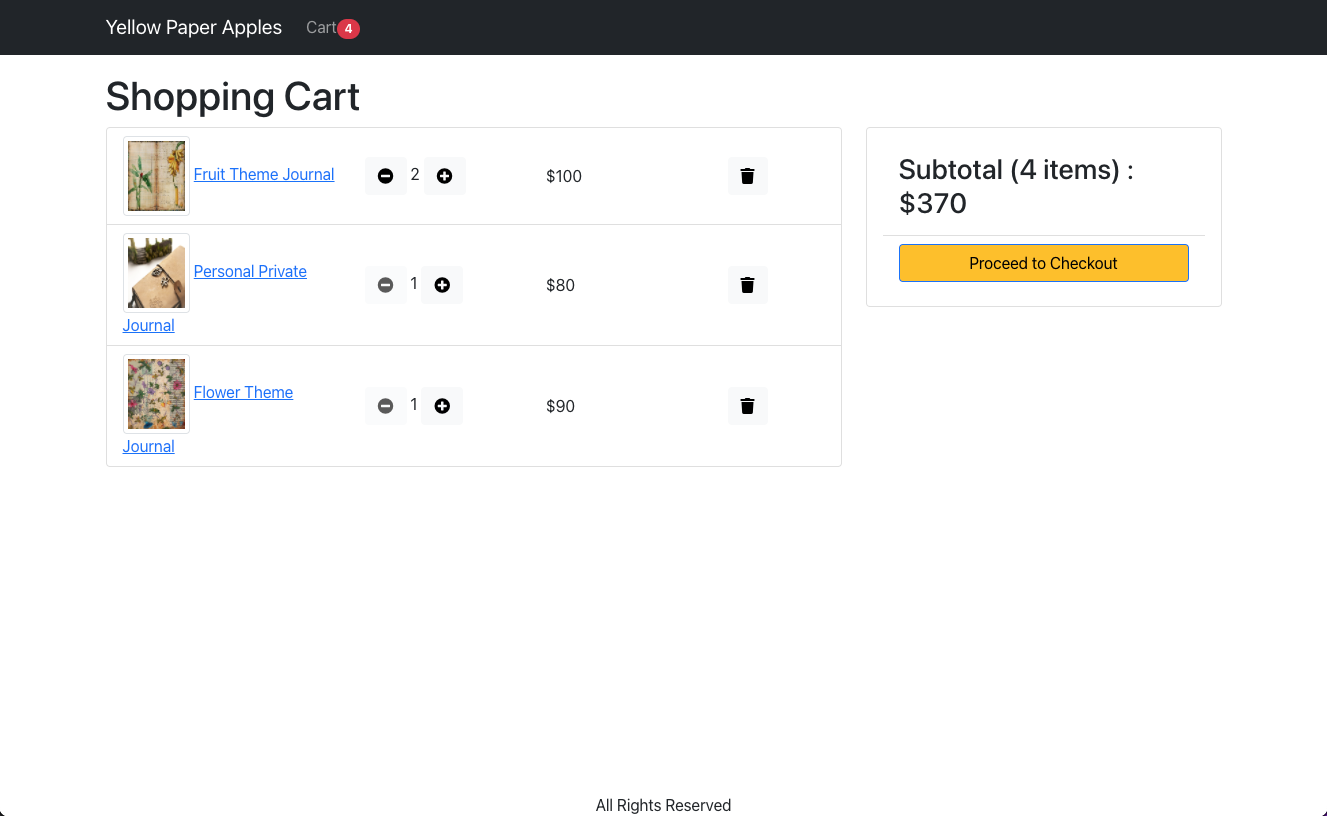 Yellow Paper Apples Cart 4
Shopping Cart
Fruit Theme Journal 2 $100
Personal Private
Journal
1 $80
Flower Theme
Journal
1 $90
Subtotal (4 items) :
$370
Proceed to Checkout
All Rights Reserved